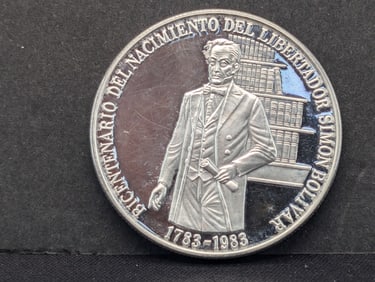 BICENTENARIO DEL NACIMIENTO DEL LIBERTADOR SIMON BOLIVAR
1783-1983